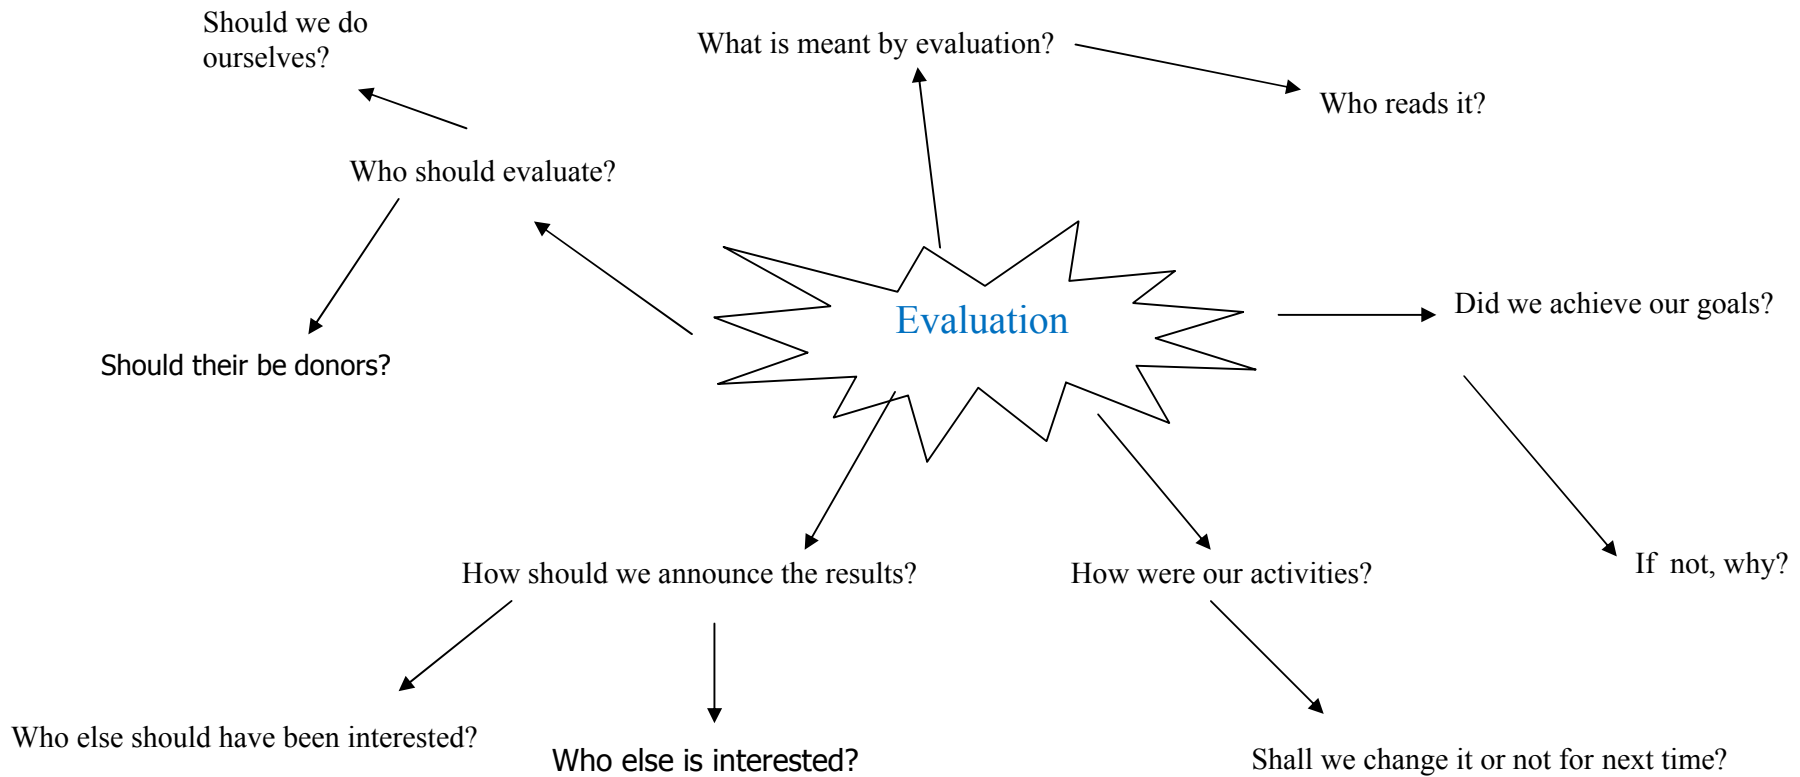 Should we do
ourselves?
What is meant by evaluation?
Who reads it?
Who should evaluate?
Evaluation
Did we achieve our goals?
Should their be donors?
How should we announce the results?
How were our activities?
If  not, why?
Who else should have been interested?
Who else is interested?
Shall we change it or not for next time?